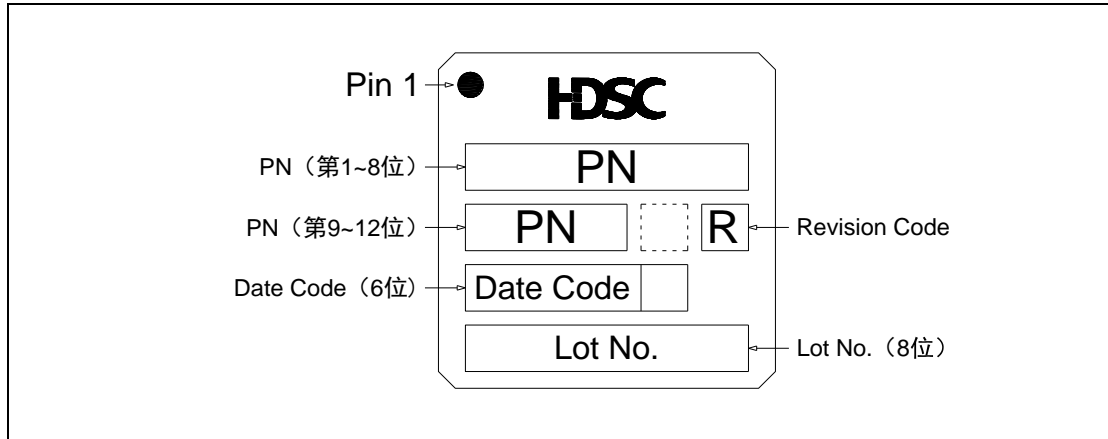 HDSC
Pin 1
PN（第1~8位）
PN
PN（第9~12位）
PN
R
Revision Code
Date Code（6位）
Date Code
Lot No.
Lot No.（8位）